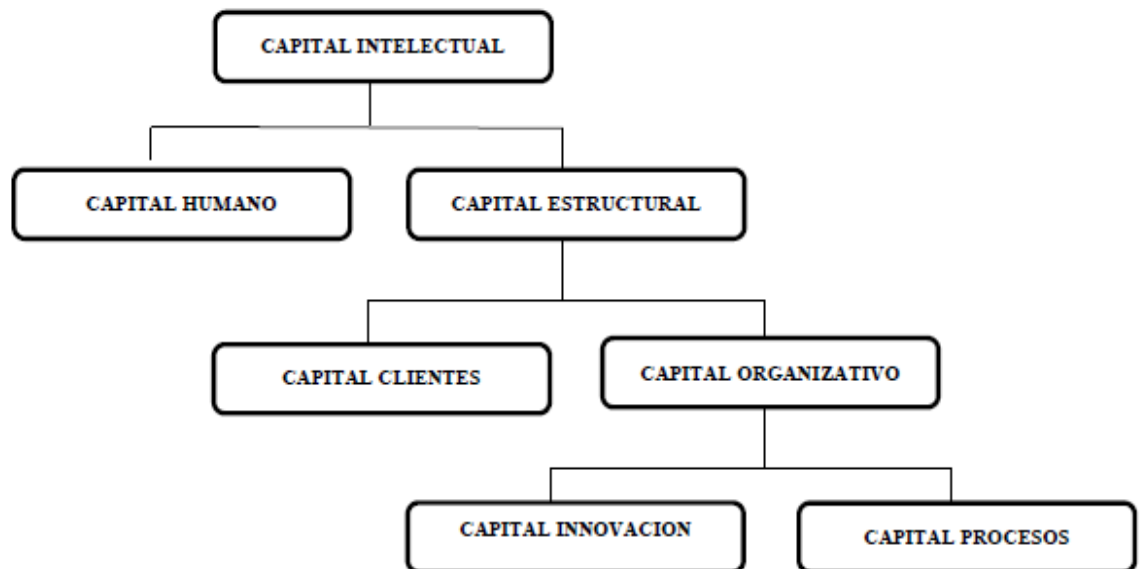 CAPITAL INTELECTUAL
CAPITAL HUMANO
CAPITAL ESTRUCTURAL
CAPITAL CLIENTES
CAPITAL ORGANIZATIVO
CAPITAL INNOVACION
CAPITAL PROCESOS